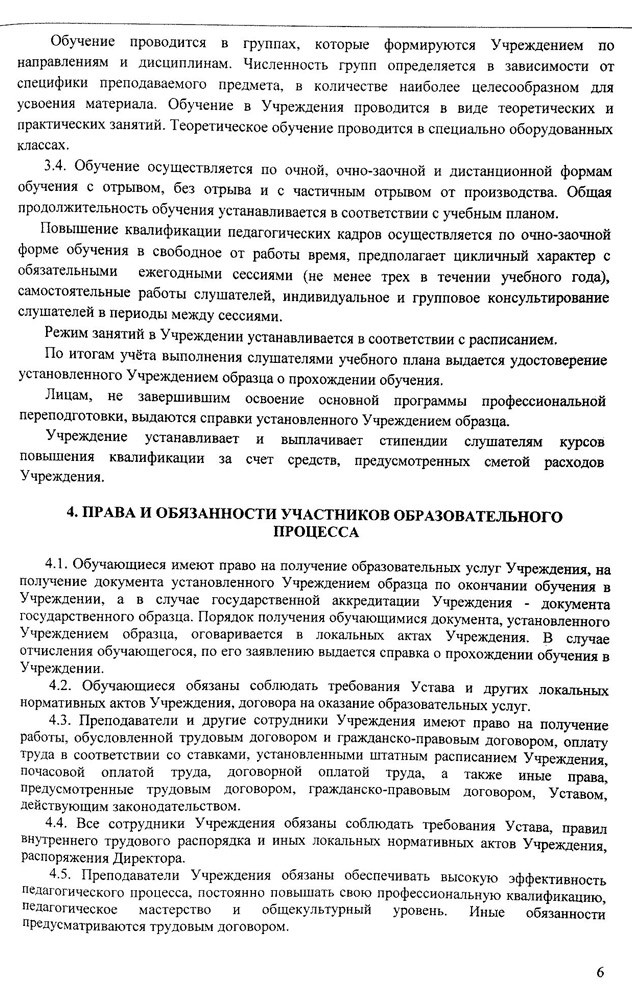 Обучение проводится в группах, которые формируются Учреждением по
направлениям и дисциплинам. Численность групп определяется в зависимости от
специфики преподаваемого предмета, в количестве наиболее целесообразном для
усвоения материала. Обучение в Учреждения проводится в виде теоретических и
практических занятий. Теоретическое обучение проводится в специально оборудованных
классах.
3.4. Обучение осуществляется по очной, очно-заочной и дистанционной формам
обучения с отрывом, без отрыва и с частичным отрывом от производства. Общая
продолжительность обучения устанавливается в соответствии с учебным планом.
Повышение квалификации педагогических кадров осуществляется по очно-заочной
форме обучения в свободное от работы время, предполагает цикличный характер с
обязательными ежегодными сессиями (не менее трех в течении учебного года),
самостоятельные работы слушателей, индивидуальное и групповое консультирование
слушателей в периоды между сессиями.
Режим занятий в Учреждении устанавливается в соответствии с расписанием.
По итогам учёта выполнения слушателями учебного плана выдается удостоверение
установленного Учреждением образца о прохождении обучения.
Лицам, не завершившим освоение основной программы профессиональной
переподготовки, выдаются справки установленного Учреждением образца.
Учреждение устанавливает и выплачивает стипендии слушателям курсов
повышения квалификации за счет средств, предусмотренных сметой расходов
Учреждения.
4. ПРАВА И ОБЯЗАННОСТИ УЧАСТНИКОВ ОБРАЗОВАТЕЛЬНОГО
ПРОЦЕССА
4.1. Обучающиеся имеют право на получение образовательных услуг Учреждения, на
получение документа установленного Учреждением образца по окончании обучения в
Учреждении, а в случае государственной аккредитации Учреждения - документа
государственного образца. Порядок получения обучающимися документа, установленного
Учреждением образца, оговаривается в локальных актах Учреждения. В случае
отчисления обучающегося, по его заявлению выдается справка о прохождении обучения в
Учреждении.
4.2. Обучающиеся обязаны соблюдать требования Устава и других локальных
нормативных актов Учреждения, договора на оказание образовательных услуг.
4.3. Преподаватели и другие сотрудники Учреждения имеют право на получение
работы, обусловленной трудовым договором и гражданско-правовым договором, оплату
труда в соответствии со ставками, установленными штатным расписанием Учреждения,
почасовой оплатой труда, договорной оплатой труда, а также иные права,
предусмотренные трудовым договором, гражданско-правовым договором, Уставом,
действующим законодательством.
4.4. Все сотрудники Учреждения обязаны соблюдать требования Устава, правил
внутреннего трудового распорядка и иных локальных нормативных актов Учреждения,
распоряжения Директора.
4.5. Преподаватели Учреждения обязаны обеспечивать высокую эффективность
педагогического процесса, постоянно повышать свою профессиональную квалификацию,
педагогическое мастерство и общекультурный уровень. Иные обязанности
предусматриваются трудовым договором.
6